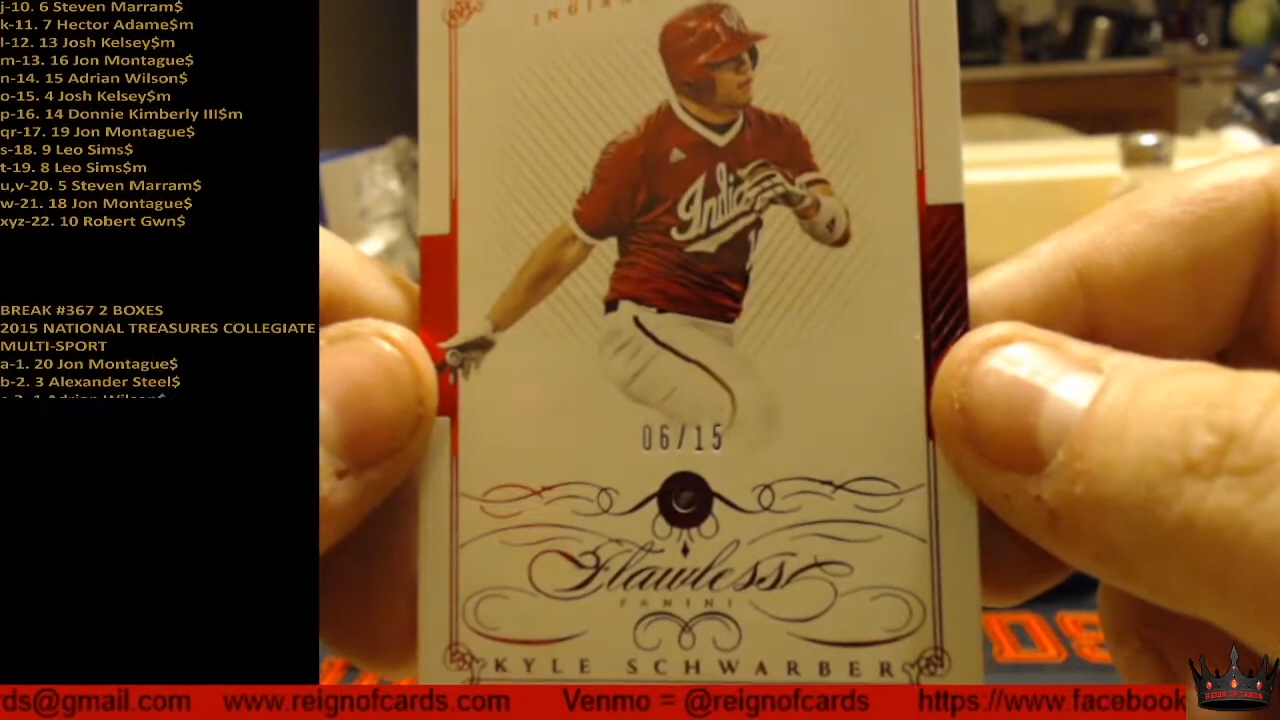 j-10. 6 Steven Marram$
k-11. 7 Hector Adame$m
l-12. 13 Josh Kelsey$m
m-13. 16 Jon Montague$
n-14. 15 Adrian Wilson$
o-15. 4 Josh Kelsey$m
p-16. 14 Donnie Kimberly III$m
qr-17. 19 Jon Montague$
s-18. 9 Leo Sims$
t-19. 8 Leo Sims$m
u,v-20. 5 Steven Marram$
w-21. 18 Jon Montague$
xyz-22. 10 Robert Gwn$
BREAK #367 2 BOXES
2015 NATIONAL TREASURES COLLEGIATE
MULTI-SPORT
a-1. 20 Jon Montague$
b-2. 3 Alexander Steel$
06/15
Flawless
PANINI
KYLE SCHWARBER
rds@gmail.com www.reignofcards.com Venmo = @reignofcards https://www.facebook
REIGN OF CARDS